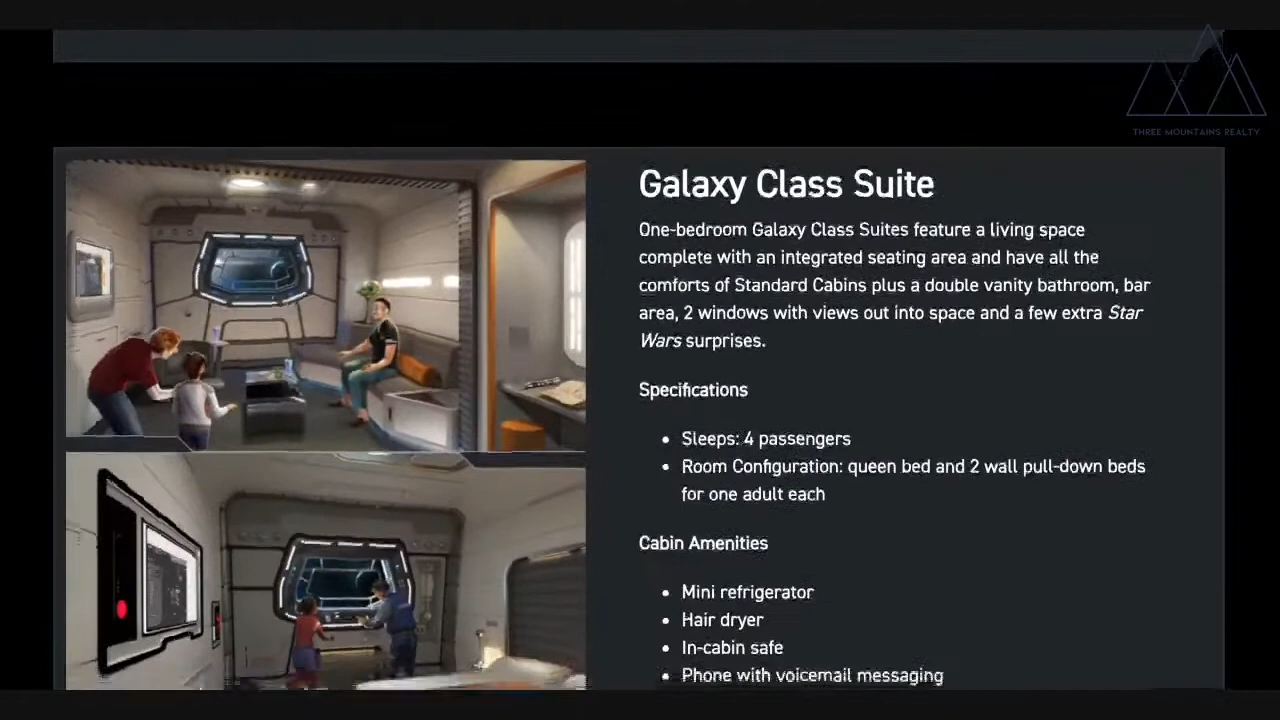 THREE MOUNTAINS REALTY
Galaxy Class Suite
One-bedroom Galaxy Class Suites feature a living space
complete with an integrated seating area and have all the
comforts of Standard Cabins plus a double vanity bathroom, bar
area, 2 windows with views out into space and a few extra Star
Wars surprises.
Specifications
• Sleeps: 4 passengers
• Room Configuration: queen bed and 2 wall pull-down beds
for one adult each
Cabin Amenities
• Mini refrigerator
• Hair dryer
• In-cabin safe
• Phone with voicemail messaging